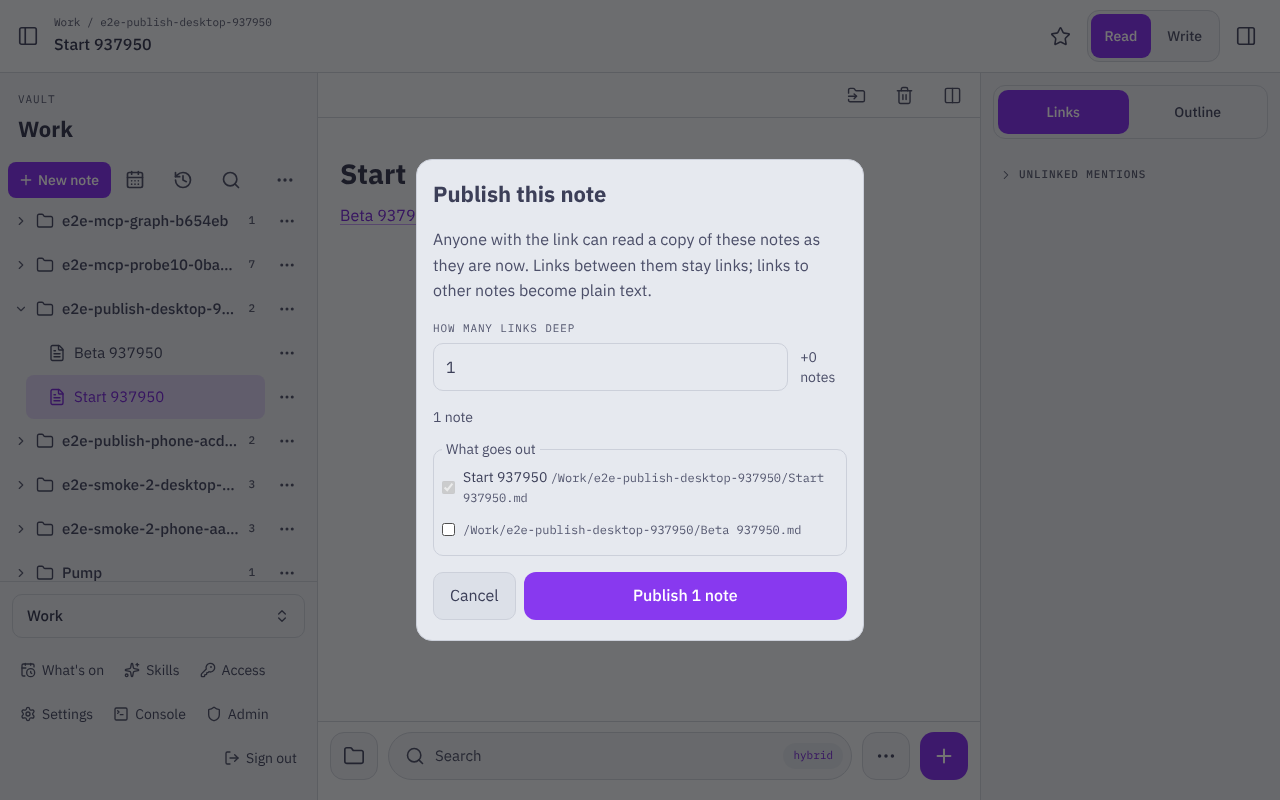 Work / e2e-publish-desktop-937950
Start 937950
Read
Write
VAULT
Work
New note
e2e-mcp-graph-b654eb 1
e2e-mcp-probe10-0ba... 7
e2e-publish-desktop-9... 2
Beta 937950
Start 937950
e2e-publish-phone-acd... 2
e2e-smoke-2-desktop-... 3
e2e-smoke-2-phone-aa... 3
Pump 1
Work
What's on
Skills
Access
Settings
Console
Admin
Sign out
Start
Beta 9379
Publish this note
Anyone with the link can read a copy of these notes as
they are now. Links between them stay links; links to
other notes become plain text.
HOW MANY LINKS DEEP
1
+0
notes
1 note
What goes out
Start 937950 /Work/e2e-publish-desktop-937950/Start
937950.md
/Work/e2e-publish-desktop-937950/Beta 937950.md
Cancel
Publish 1 note
Search
hybrid
Links
Outline
UNLINKED MENTIONS